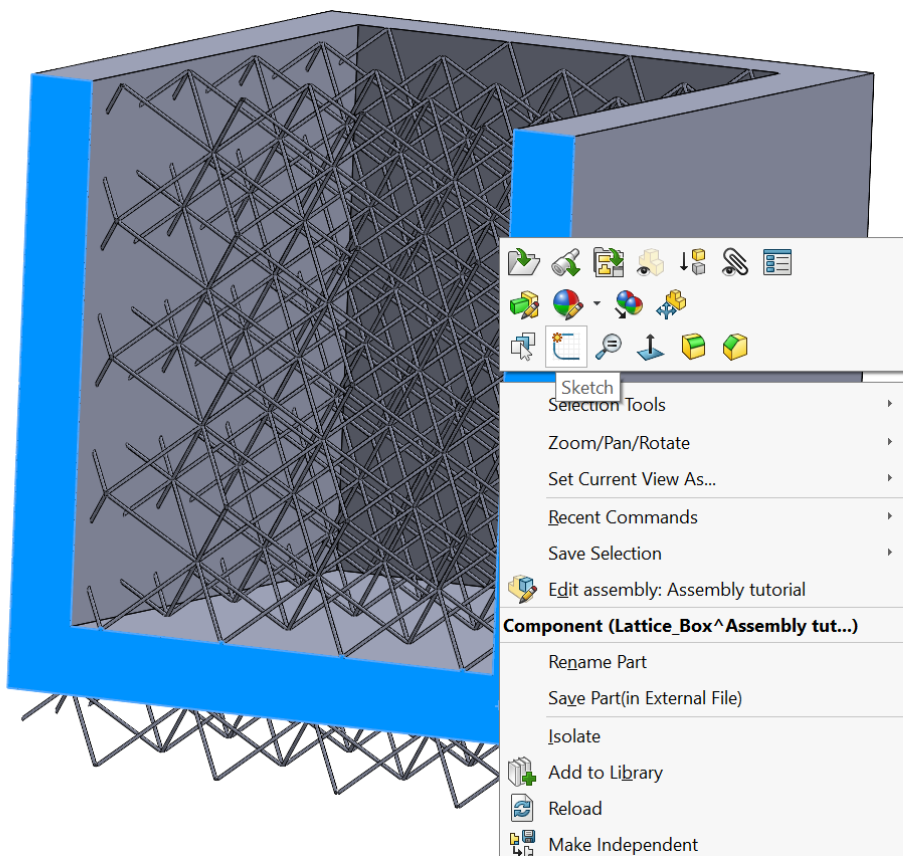 Sketch
Selection Tools
Zoom/Pan/Rotate
Set Current View As...
Recent Commands
Save Selection
Edit assembly: Assembly tutorial
Component (Lattice_Box^Assembly tut...)
Rename Part
Save Part(in External File)
Isolate
Add to Library
Reload
Make Independent